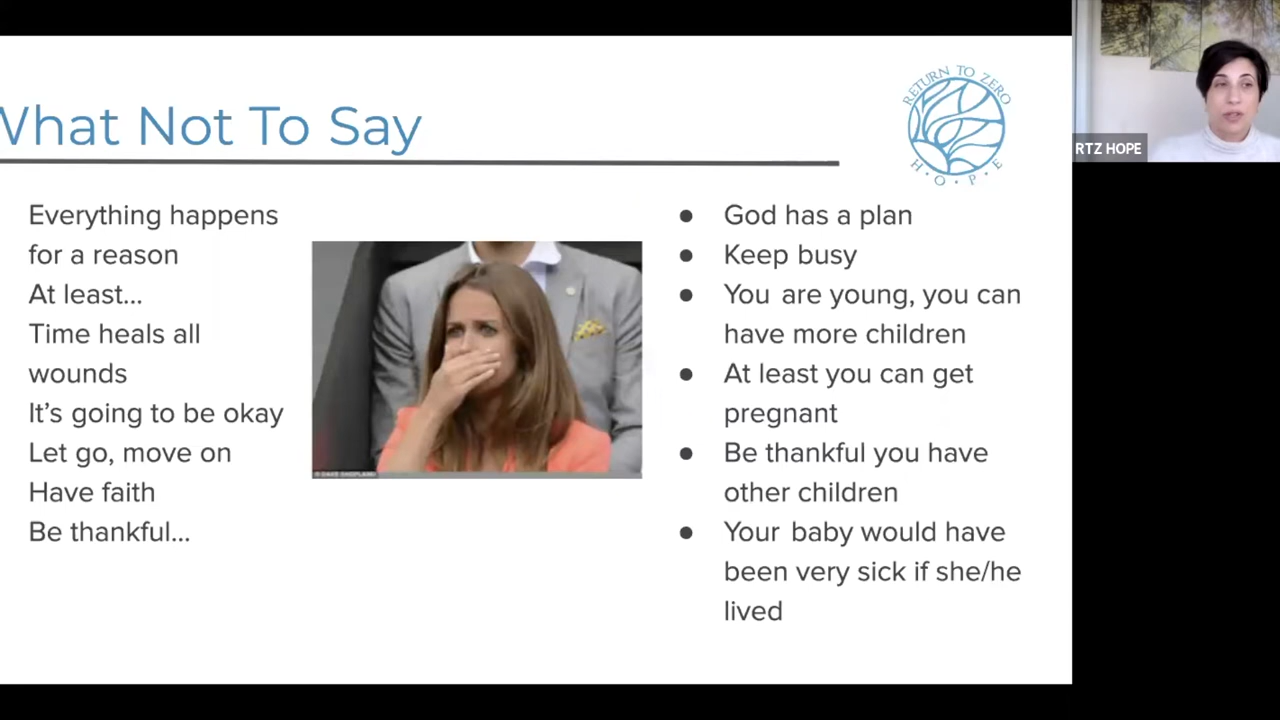 What Not To Say
RETURN TO ZERO
H·O·P·E
RTZ HOPE
Everything happens
for a reason
At least...
Time heals all
wounds
It's going to be okay
Let go, move on
Have faith
Be thankful...
God has a plan
Keep busy
You are young, you can
have more children
At least you can get
pregnant
Be thankful you have
other children
Your baby would have
been very sick if she/he
lived